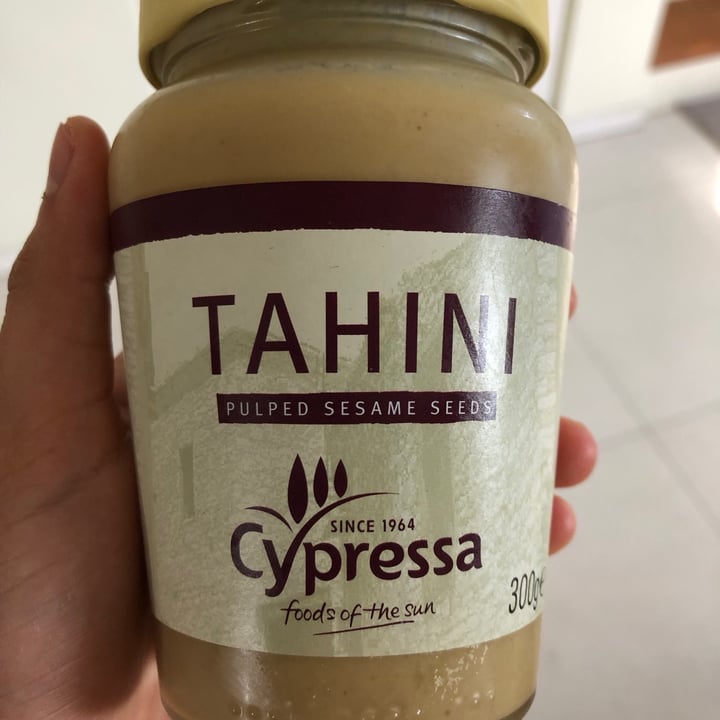 TAHINI
PULPED SESAME SEEDS
SINCE 1964
Cypressa
foods of the sun
300g℮